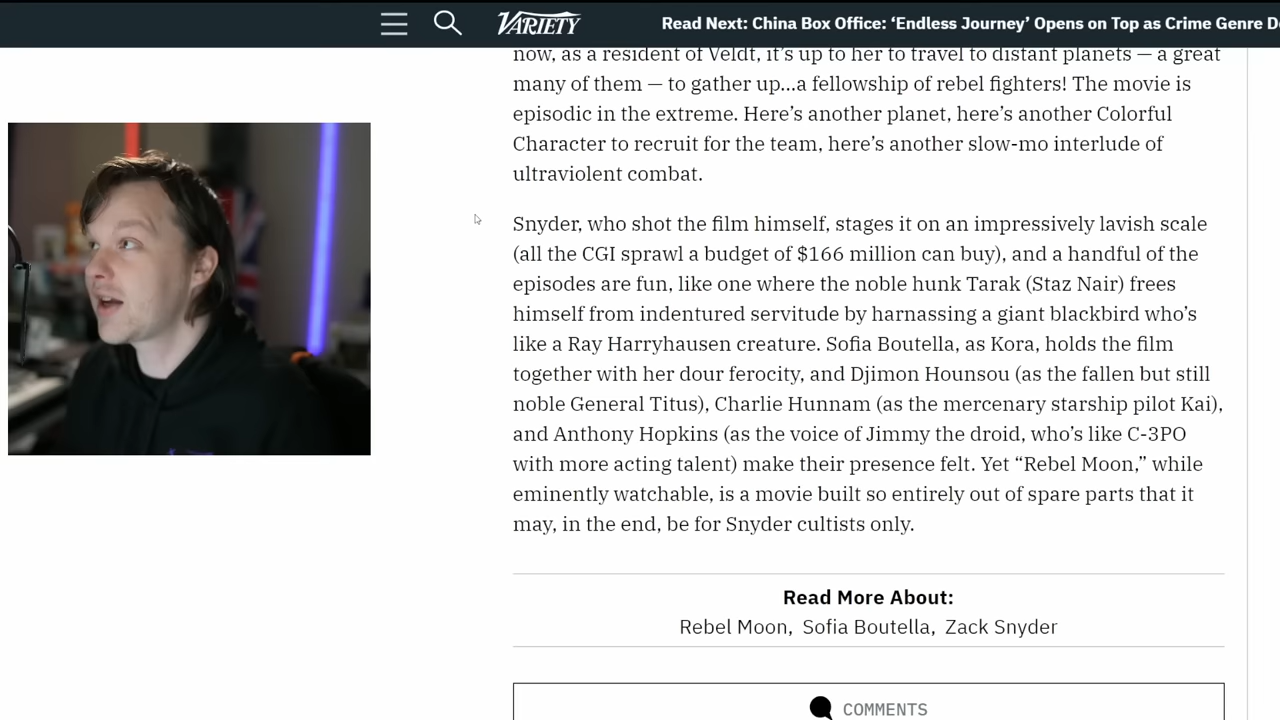 VARIETY
Read Next: China Box Office: ‘Endless Journey’ Opens on Top as Crime Genre
now, as a resident of Veldt, it’s up to her to travel to distant planets — a great
many of them — to gather up…a fellowship of rebel fighters! The movie is
episodic in the extreme. Here’s another planet, here’s another Colorful
Character to recruit for the team, here’s another slow-mo interlude of
ultraviolent combat.
Snyder, who shot the film himself, stages it on an impressively lavish scale
(all the CGI sprawl a budget of $166 million can buy), and a handful of the
episodes are fun, like one where the noble hunk Tarak (Staz Nair) frees
himself from indentured servitude by harnassing a giant blackbird who’s
like a Ray Harryhausen creature. Sofia Boutella, as Kora, holds the film
together with her dour ferocity, and Djimon Hounsou (as the fallen but still
noble General Titus), Charlie Hunnam (as the mercenary starship pilot Kai),
and Anthony Hopkins (as the voice of Jimmy the droid, who’s like C-3PO
with more acting talent) make their presence felt. Yet “Rebel Moon,” while
eminently watchable, is a movie built so entirely out of spare parts that it
may, in the end, be for Snyder cultists only.
Read More About:
Rebel Moon, Sofia Boutella, Zack Snyder
COMMENTS